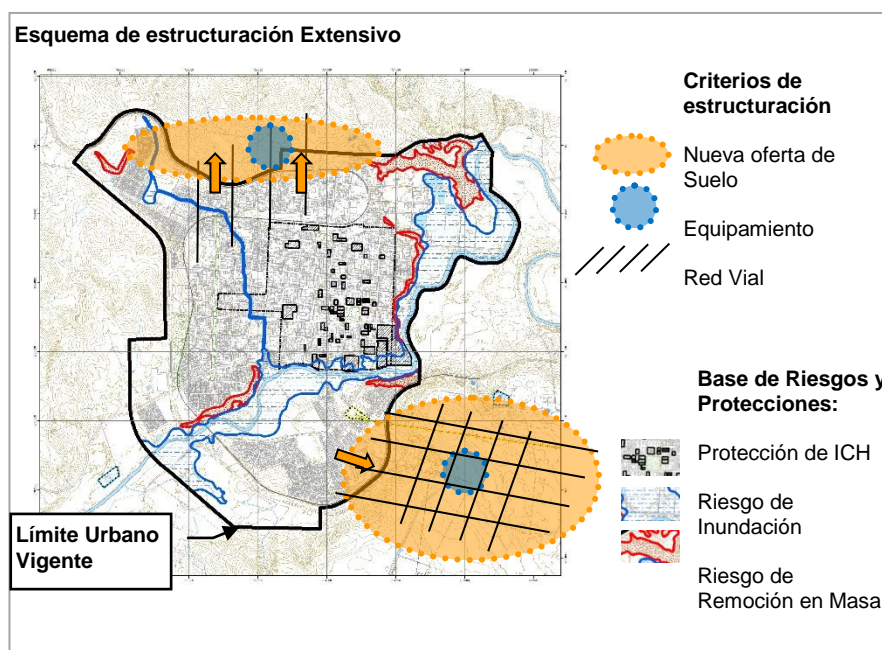 Esquema de estructuración Extensivo
Criterios de
estructuración
Nueva oferta de
Suelo
Equipamiento
Red Vial
Base de Riesgos y
Protecciones:
Protección de ICH
Riesgo de
Inundación
Riesgo de
Remoción en Masa
Límite Urbano
Vigente